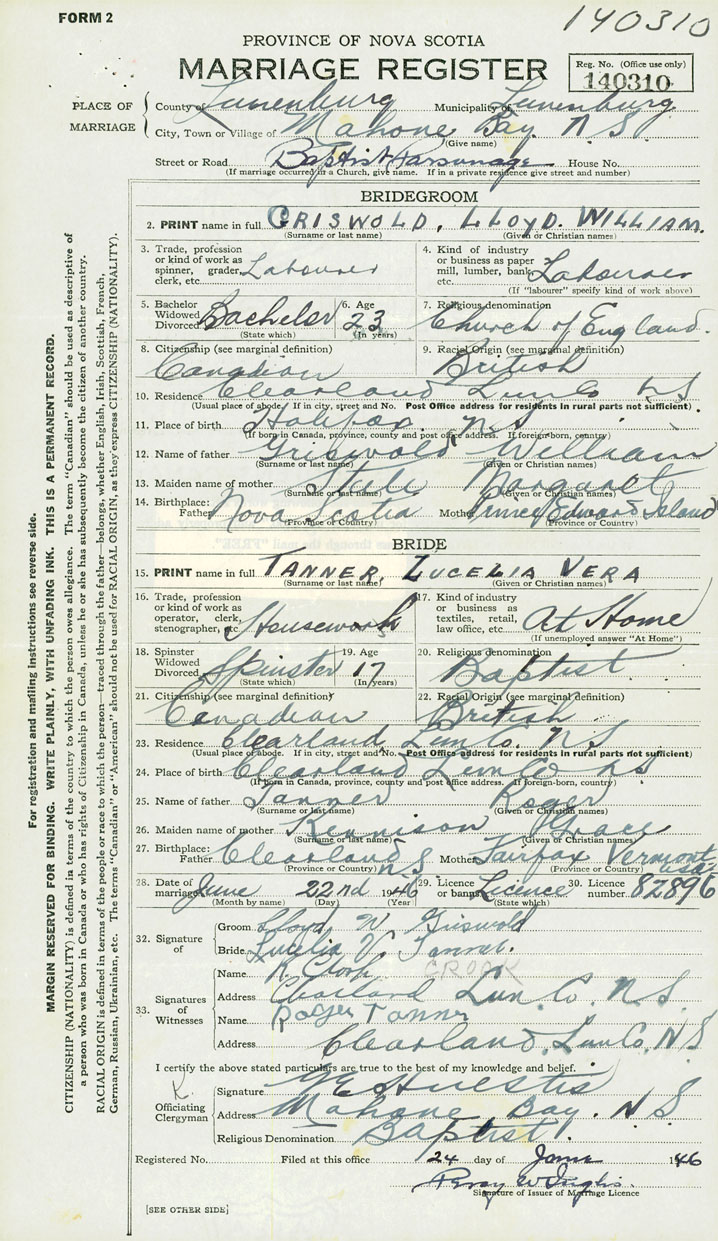 FORM 2
140310
PROVINCE OF NOVA SCOTIA
MARRIAGE REGISTER
Reg. No. (Office use only)
140310
PLACE OF MARRIAGE
County of Lunenburg Municipality of Lunenburg
City, Town or Village of Mahone Bay. N S.
(Give name)
Street or Road Baptist Parsonage House No.
(If marriage occurred in a Church, give name. If in a private residence give street and number)
BRIDEGROOM
2. PRINT name in full GRISWOLD, LLOYD. WILLIAM.
(Surname or last name) (Given or Christian names)
3. Trade, profession or kind of work as spinner, grader, clerk, etc. Labourer
4. Kind of industry or business as paper mill, lumber, bank, etc. Labourer
(If "labourer" specify kind of work above)
5. Bachelor Widowed Divorced Bachelor (State which)
6. Age 23 (In years)
7. Religious denomination Church of England.
8. Citizenship (see marginal definition) Canadian
9. Racial Origin (see marginal definition) British
10. Residence Clearland Lun Co N S
(Usual place of abode. If in city, street and No. Post Office address for residents in rural parts not sufficient).
11. Place of birth Halifax, N S
(If born in Canada, province, county and post office address. If foreign-born, country)
12. Name of father Griswold William
(Surname or last name) (Given or Christian names)
13. Maiden name of mother Margaret
(Surname or last name) (Given or Christian names)
14. Birthplace: Father Nova Scotia Mother Prince Edward Island
(Province or Country) (Province or Country)
BRIDE
15. PRINT name in full TANNER, LUCELIA VERA
(Surname or last name) (Given or Christian names)
16. Trade, profession or kind of work as operator, clerk, stenographer, etc. Housework
17. Kind of industry or business as textiles, retail, law office, etc. At Home
(If unemployed answer "At Home")
18. Spinster Widowed Divorced Spinster (State which)
19. Age 17 (In years)
20. Religious denomination Baptist
21. Citizenship (see marginal definition) Canadian
22. Racial Origin (see marginal definition) British
23. Residence Clearland, Lun Co. N S
(Usual place of abode. If in city, street and No. Post Office address for residents in rural parts not sufficient)
24. Place of birth Clearland Lun Co N S
(If born in Canada, province, county and post office address. If foreign-born, country)
25. Name of father Tanner Roger
(Surname or last name) (Given or Christian names)
26. Maiden name of mother Kennison Grace
(Surname or last name) (Given or Christian names)
27. Birthplace: Father Clearland N S Mother Fairfax Vermont USA
(Province or Country) (Province or Country)
28. Date of marriage June 22nd 1946
(Month by name) (Day) (Year)
29. Licence or banns Licence (State which)
30. Licence number 82896
32. Signature of
Groom Lloyd W Griswold
Bride Lucelia V Tanner.
33. Signatures of Witnesses
Name K. CROOK
Address Clearland Lun. Co. N. S.
Name Roger Tanner
Address Clearland, Lun Co. N S
I certify the above stated particulars are true to the best of my knowledge and belief.
K.
Officiating Clergyman
Signature
Address Mahone Bay. N S
Religious Denomination Baptist.
Registered No. Filed at this office 24 day of June 1946
Signature of Issuer of Marriage Licence
[SEE OTHER SIDE]
For registration and mailing instructions see reverse side.
MARGIN RESERVED FOR BINDING. WRITE PLAINLY, WITH UNFADING INK. THIS IS A PERMANENT RECORD.
CITIZENSHIP (NATIONALITY) is defined in terms of the country to which the person owes allegiance. The term "Canadian" should be used as descriptive of
a person who was born in Canada or who has rights of Citizenship in Canada, unless he or she has subsequently become the citizen of another country.
RACIAL ORIGIN is defined in terms of the people or race to which the person—traced through the father—belongs, whether English, Irish, Scottish, French,
German, Russian, Ukrainian, etc. The terms "Canadian" or "American" should not be used for RACIAL ORIGIN, as they express CITIZENSHIP (NATIONALITY).